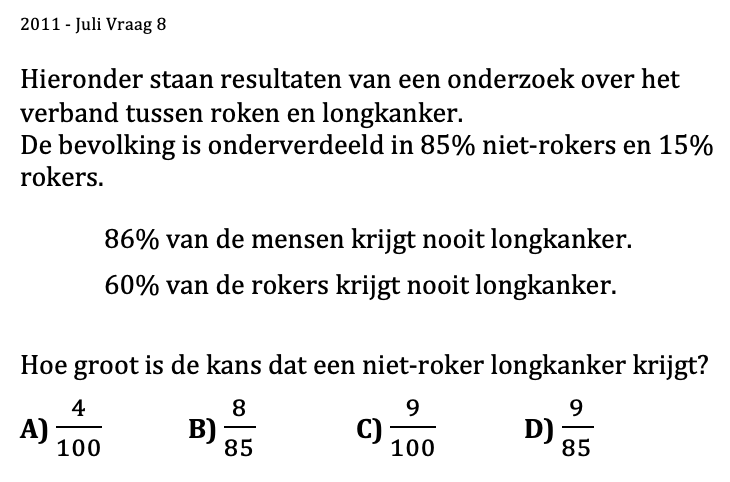 2011 - Juli Vraag 8
Hieronder staan resultaten van een onderzoek over het
verband tussen roken en longkanker.
De bevolking is onderverdeeld in 85% niet-rokers en 15%
rokers.
86% van de mensen krijgt nooit longkanker.
60% van de rokers krijgt nooit longkanker.
Hoe groot is de kans dat een niet-roker longkanker krijgt?
A) 4/100 B) 8/85 C) 9/100 D) 9/85